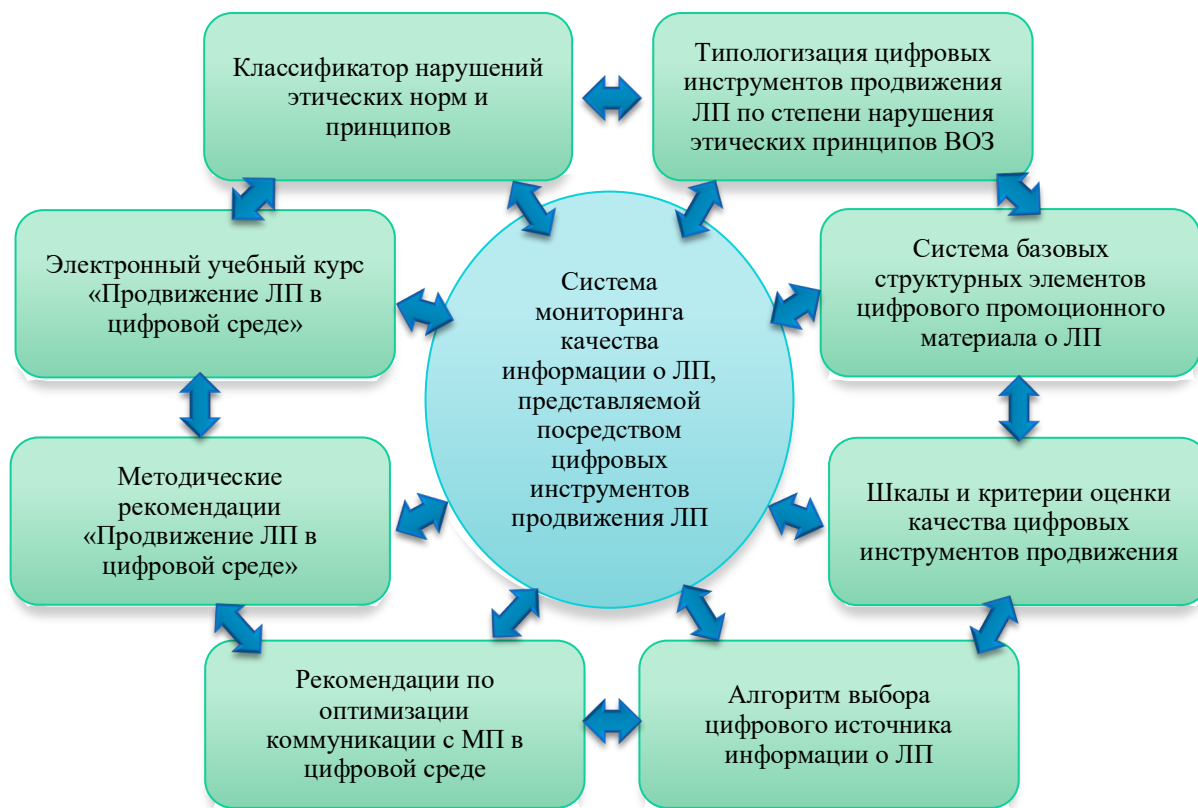 Классификатор нарушений
этических норм и
принципов
Типологизация цифровых
инструментов продвижения
ЛП по степени нарушения
этических принципов ВОЗ
Электронный учебный курс
«Продвижение ЛП в
цифровой среде»
Система
мониторинга
качества
информации о ЛП,
представляемой
посредством
цифровых
инструментов
продвижения ЛП
Система базовых
структурных элементов
цифрового промоционного
материала о ЛП
Методические
рекомендации
«Продвижение ЛП в
цифровой среде»
Шкалы и критерии оценки
качества цифровых
инструментов продвижения
Рекомендации по
оптимизации
коммуникации с МП в
цифровой среде
Алгоритм выбора
цифрового источника
информации о ЛП